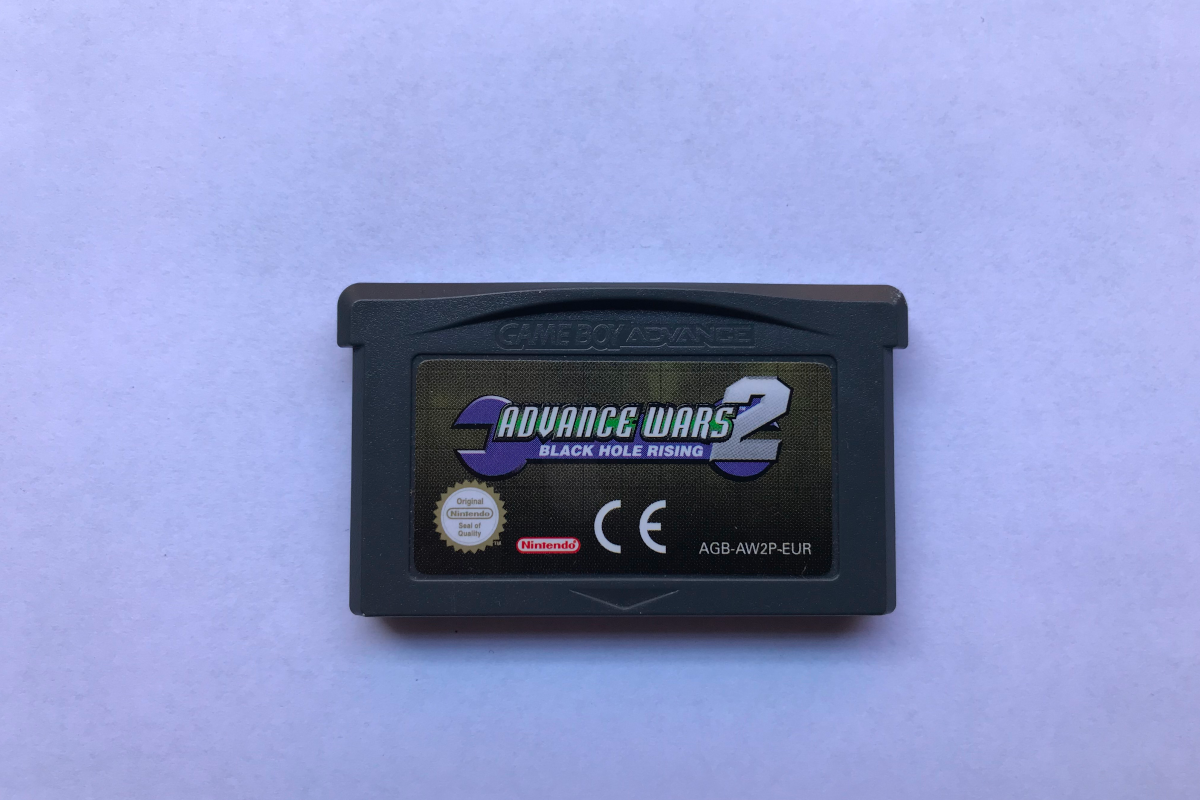 GAME BOY ADVANCE
ADVANCE WARS 2
BLACK HOLE RISING
Original
Nintendo
Seal of
Quality
TM
Nintendo
CE
AGB-AW2P-EUR